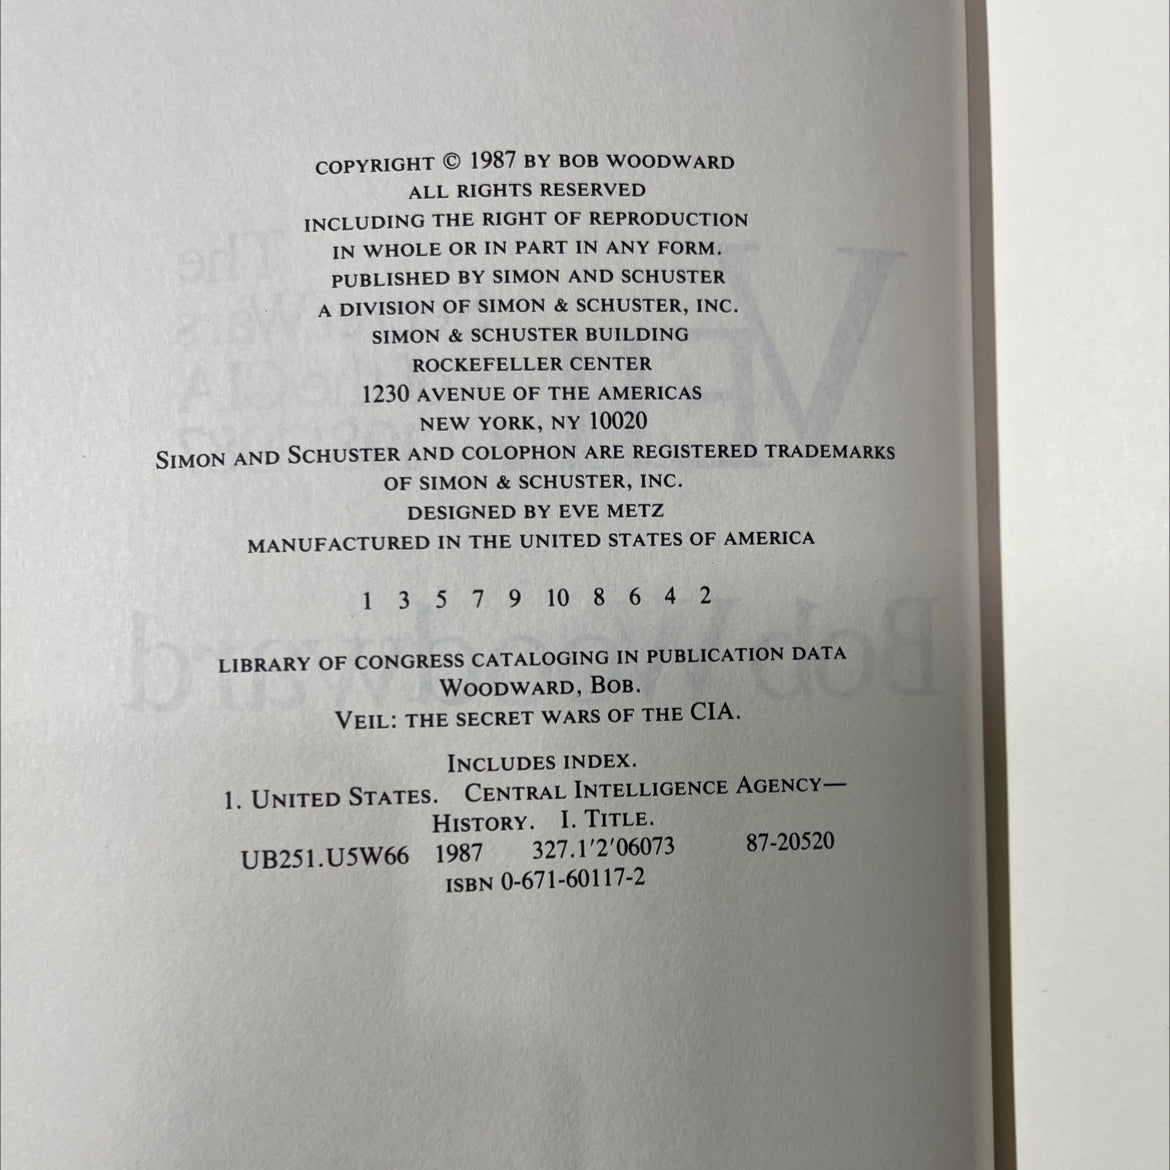 COPYRIGHT © 1987 BY BOB WOODWARD
ALL RIGHTS RESERVED
INCLUDING THE RIGHT OF REPRODUCTION
IN WHOLE OR IN PART IN ANY FORM.
PUBLISHED BY SIMON AND SCHUSTER
A DIVISION OF SIMON & SCHUSTER, INC.
SIMON & SCHUSTER BUILDING
ROCKEFELLER CENTER
1230 AVENUE OF THE AMERICAS
NEW YORK, NY 10020
SIMON AND SCHUSTER AND COLOPHON ARE REGISTERED TRADEMARKS
OF SIMON & SCHUSTER, INC.
DESIGNED BY EVE METZ
MANUFACTURED IN THE UNITED STATES OF AMERICA
1 3 5 7 9 10 8 6 4 2
LIBRARY OF CONGRESS CATALOGING IN PUBLICATION DATA
WOODWARD, BOB.
VEIL: THE SECRET WARS OF THE CIA.
INCLUDES INDEX.
1. UNITED STATES. CENTRAL INTELLIGENCE AGENCY—
HISTORY. I. TITLE.
UB251.U5W66 1987 327.1'2'06073 87-20520
ISBN 0-671-60117-2